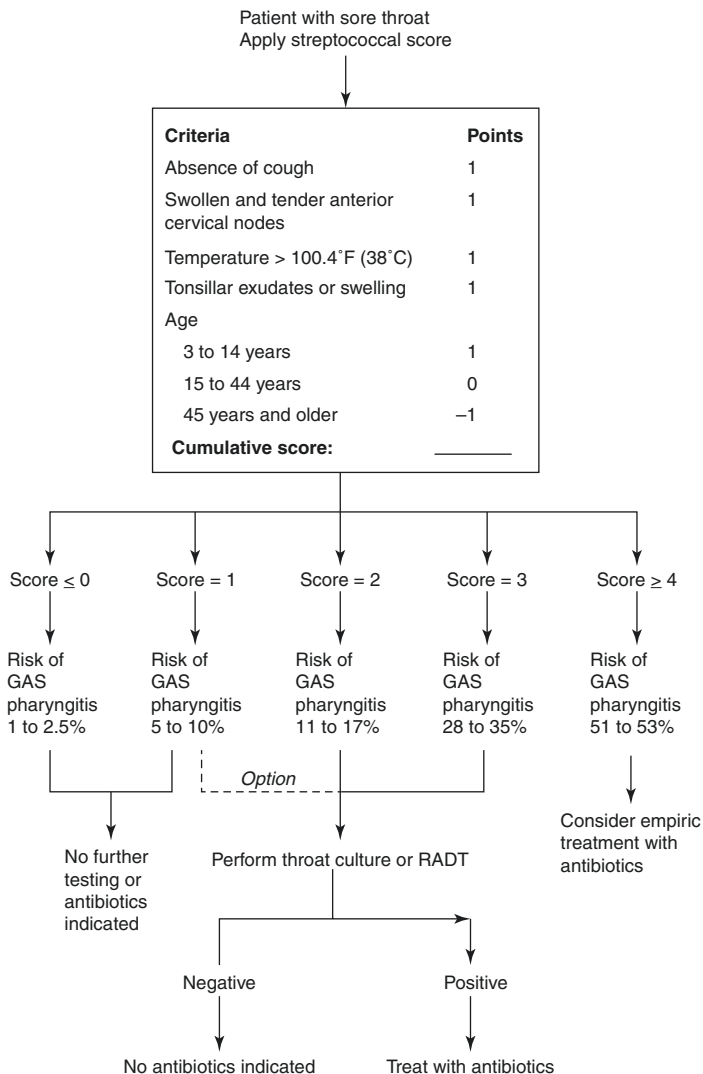 Patient with sore throat
Apply streptococcal score
Criteria Points
Absence of cough 1
Swollen and tender anterior 1
cervical nodes
Temperature > 100.4˚F (38˚C) 1
Tonsillar exudates or swelling 1
Age
3 to 14 years 1
15 to 44 years 0
45 years and older –1
Cumulative score:
Score ≤ 0 Score = 1 Score = 2 Score = 3 Score ≥ 4
Risk of
GAS
pharyngitis
1 to 2.5%
Risk of
GAS
pharyngitis
5 to 10%
Risk of
GAS
pharyngitis
11 to 17%
Risk of
GAS
pharyngitis
28 to 35%
Risk of
GAS
pharyngitis
51 to 53%
Option
No further
testing or
antibiotics
indicated
Perform throat culture or RADT
Consider empiric
treatment with
antibiotics
Negative Positive
No antibiotics indicated Treat with antibiotics